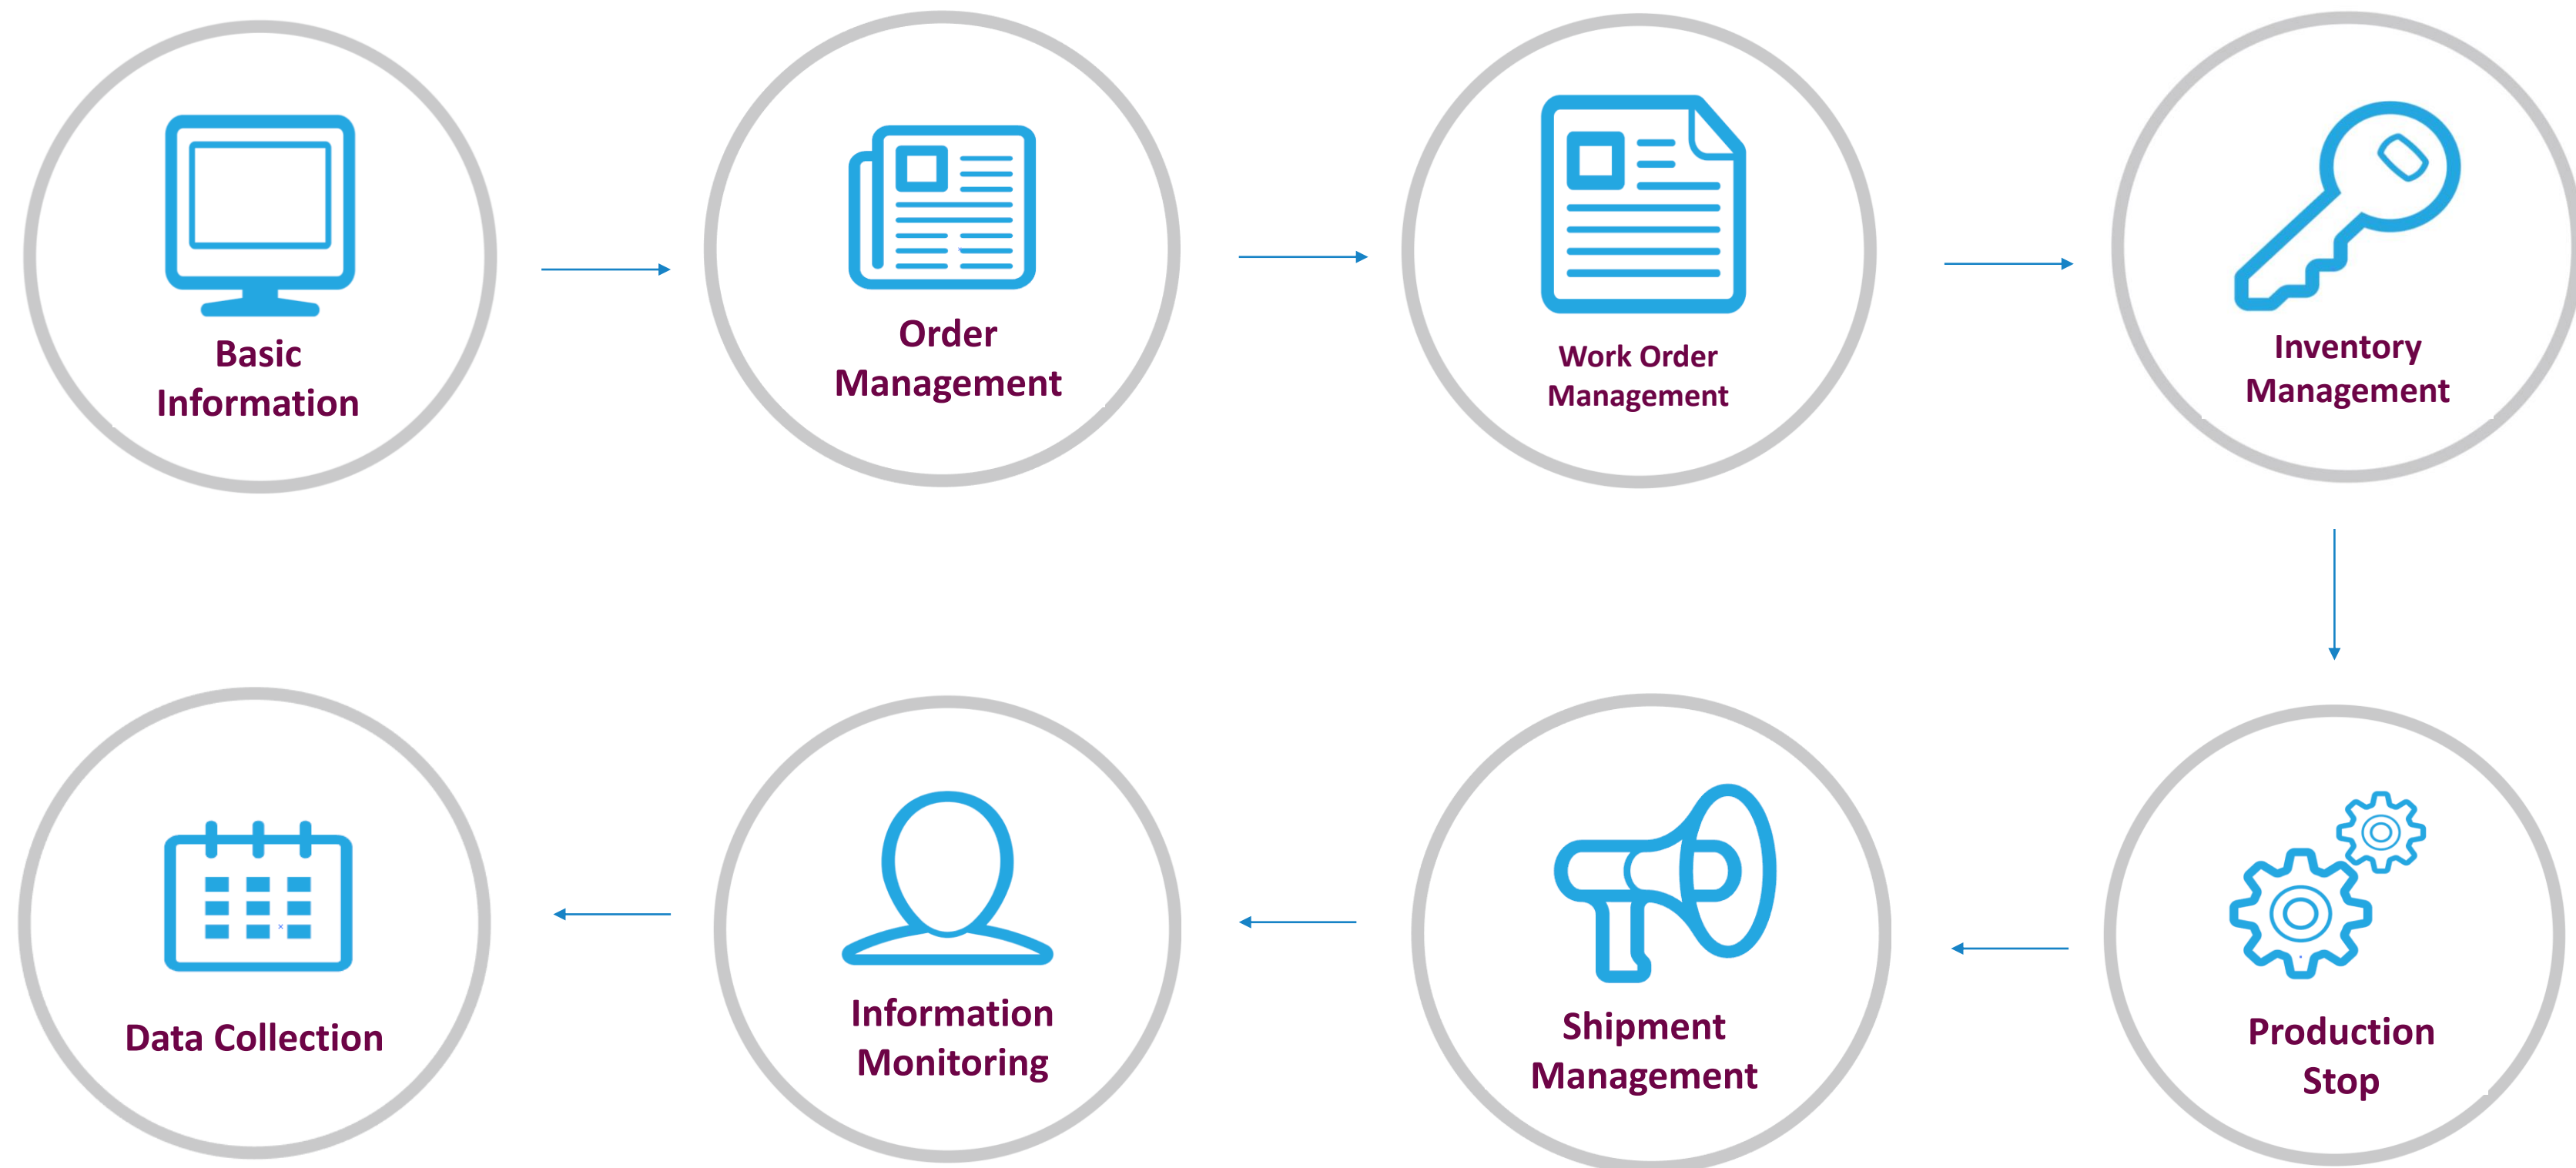 Basic
Information
Order
Management
Work Order
Management
Inventory
Management
Production
Stop
Shipment
Management
Information
Monitoring
Data Collection